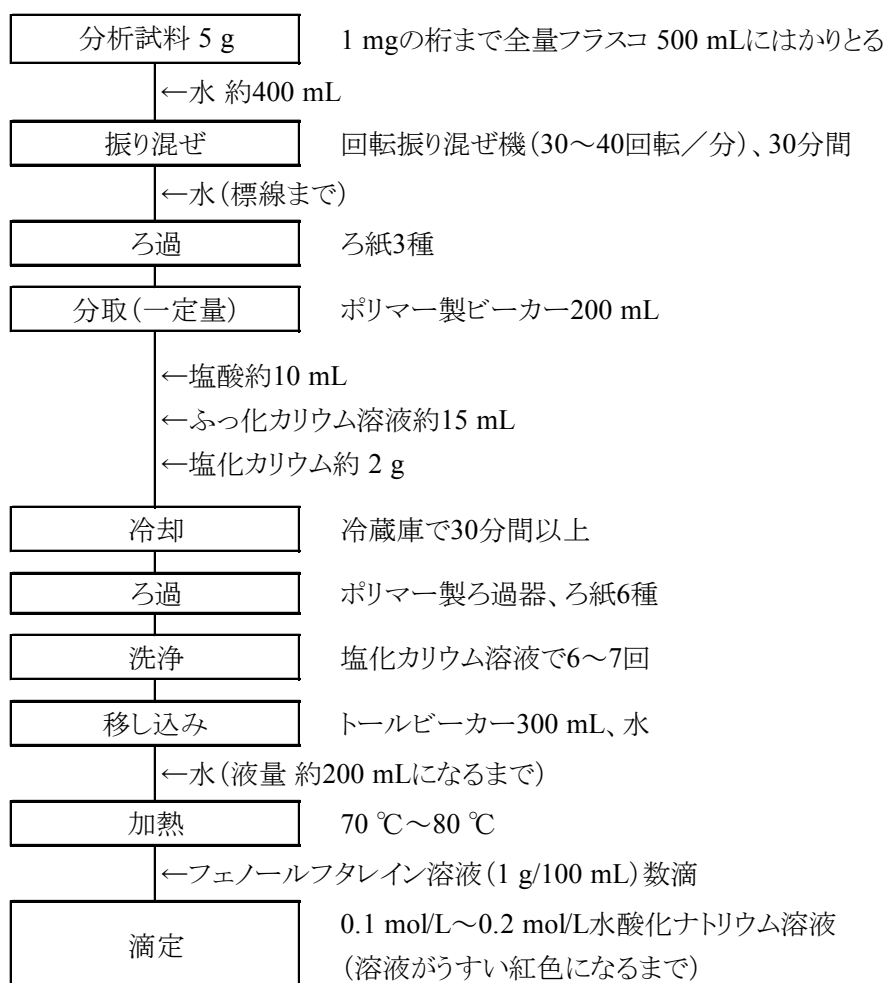 分析試料 5 g 1 mgの桁まで全量フラスコ 500 mLにはかりとる
←水 約400 mL
振り混ぜ 回転振り混ぜ機(30～40回転／分)、30分間
←水(標線まで)
ろ過 ろ紙3種
分取(一定量) ポリマー製ビーカー200 mL
←塩酸約10 mL
←ふっ化カリウム溶液約15 mL
←塩化カリウム約 2 g
冷却 冷蔵庫で30分間以上
ろ過 ポリマー製ろ過器、ろ紙6種
洗浄 塩化カリウム溶液で6～7回
移し込み トールビーカー300 mL、水
←水(液量 約200 mLになるまで)
加熱 70 ℃～80 ℃
←フェノールフタレイン溶液(1 g/100 mL)数滴
滴定 0.1 mol/L～0.2 mol/L水酸化ナトリウム溶液
(溶液がうすい紅色になるまで)